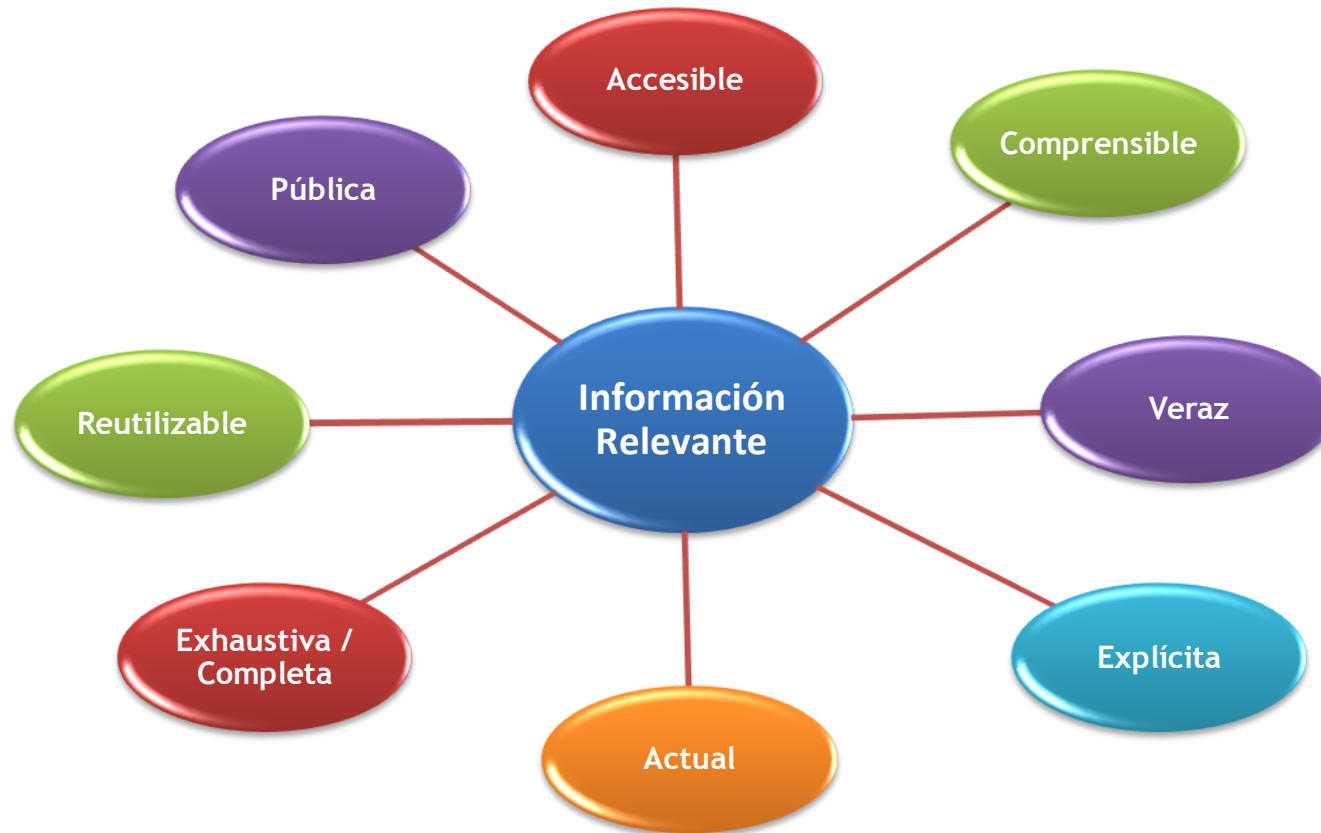 Accesible
Comprensible
Pública
Información
Relevante
Veraz
Reutilizable
Exhaustiva /
Completa
Explícita
Actual